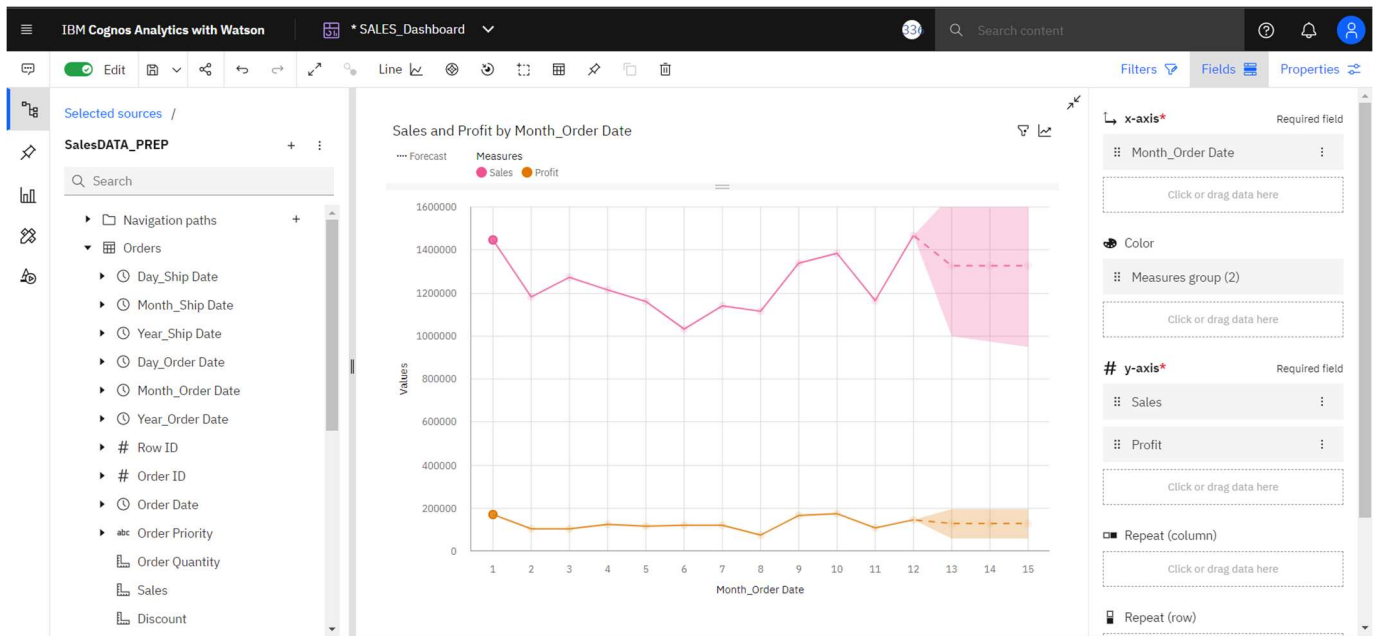 IBM Cognos Analytics with Watson
* SALES_Dashboard
336
Search content
Edit
Line
Filters
Fields
Properties
Selected sources /
SalesDATA_PREP
Search
Navigation paths
Orders
Day_Ship Date
Month_Ship Date
Year_Ship Date
Day_Order Date
Month_Order Date
Year_Order Date
# Row ID
# Order ID
Order Date
abc Order Priority
Order Quantity
Sales
Discount
Sales and Profit by Month_Order Date
Forecast
Measures
Sales Profit
1600000
1400000
1200000
1000000
800000
600000
400000
200000
0
Values
1 2 3 4 5 6 7 8 9 10 11 12 13 14 15
Month_Order Date
x-axis* Required field
Month_Order Date
Click or drag data here
Color
Measures group (2)
Click or drag data here
# y-axis* Required field
Sales
Profit
Click or drag data here
Repeat (column)
Click or drag data here
Repeat (row)